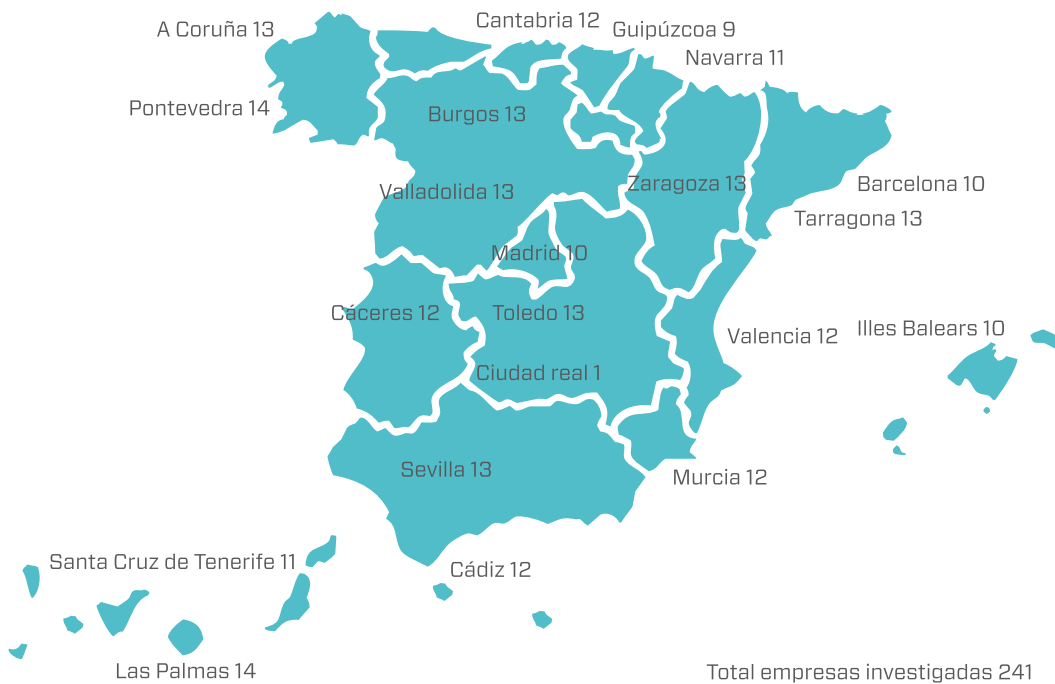 Cantabria 12
A Coruña 13
Guipúzcoa 9
Navarra 11
Pontevedra 14
Burgos 13
Valladolida 13
Zaragoza 13
Barcelona 10
Tarragona 13
Madrid 10
Cáceres 12
Toledo 13
Valencia 12
Illes Balears 10
Ciudad real 1
Sevilla 13
Murcia 12
Santa Cruz de Tenerife 11
Cádiz 12
Las Palmas 14
Total empresas investigadas 241